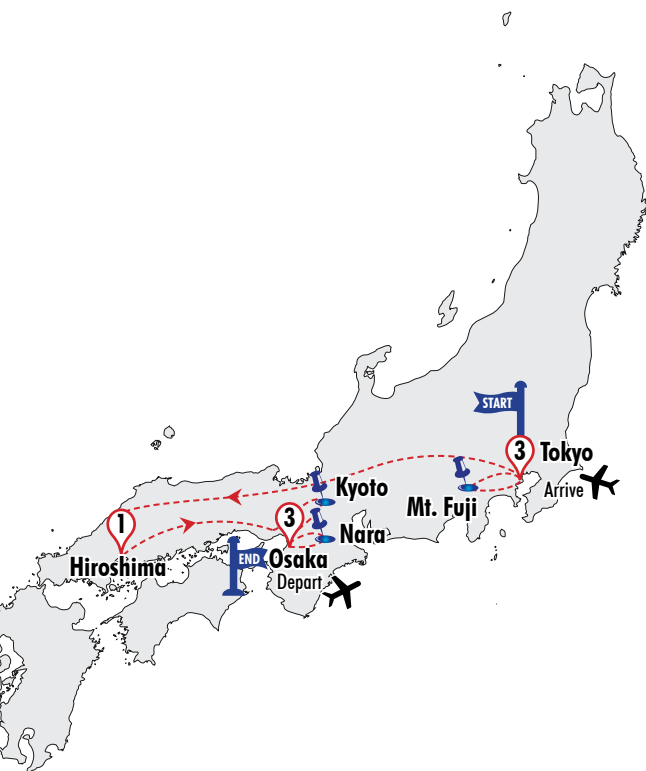 START
3
Tokyo
Arrive
Mt. Fuji
Kyoto
3
Nara
1
Hiroshima
END
Osaka
Depart